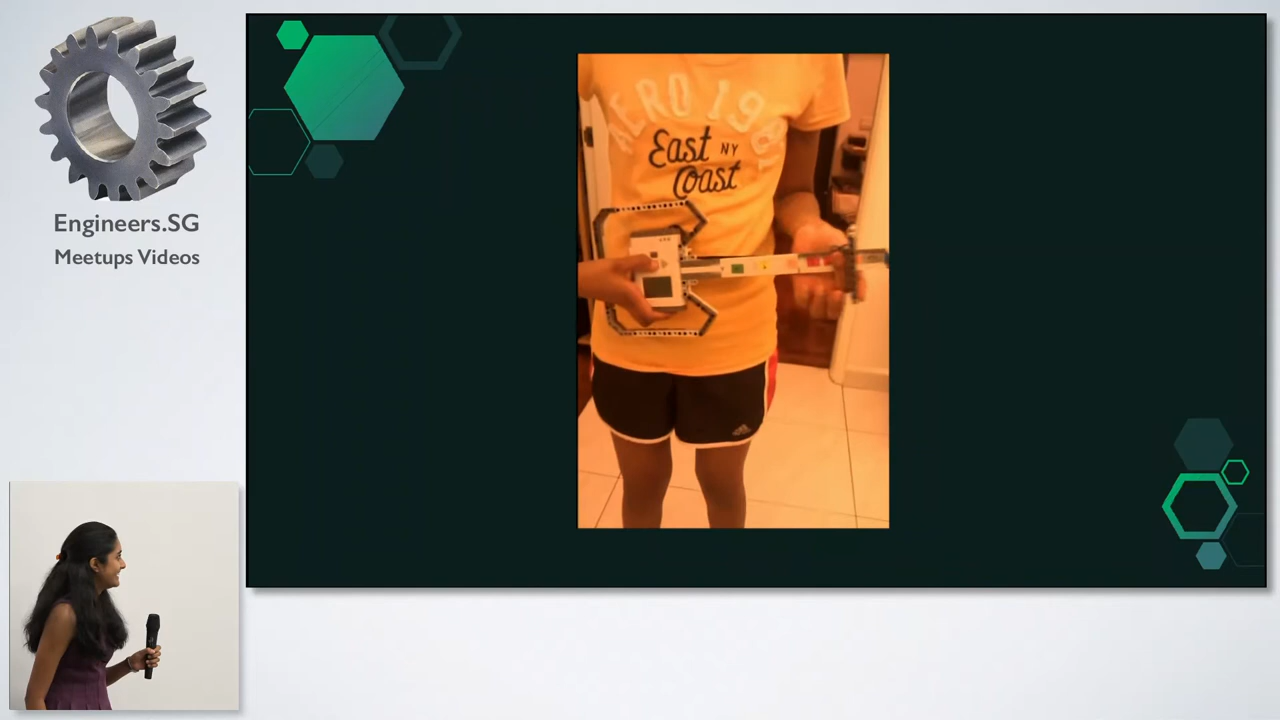 Engineers.SG
Meetups Videos
AERO 1987
East NY
Coast